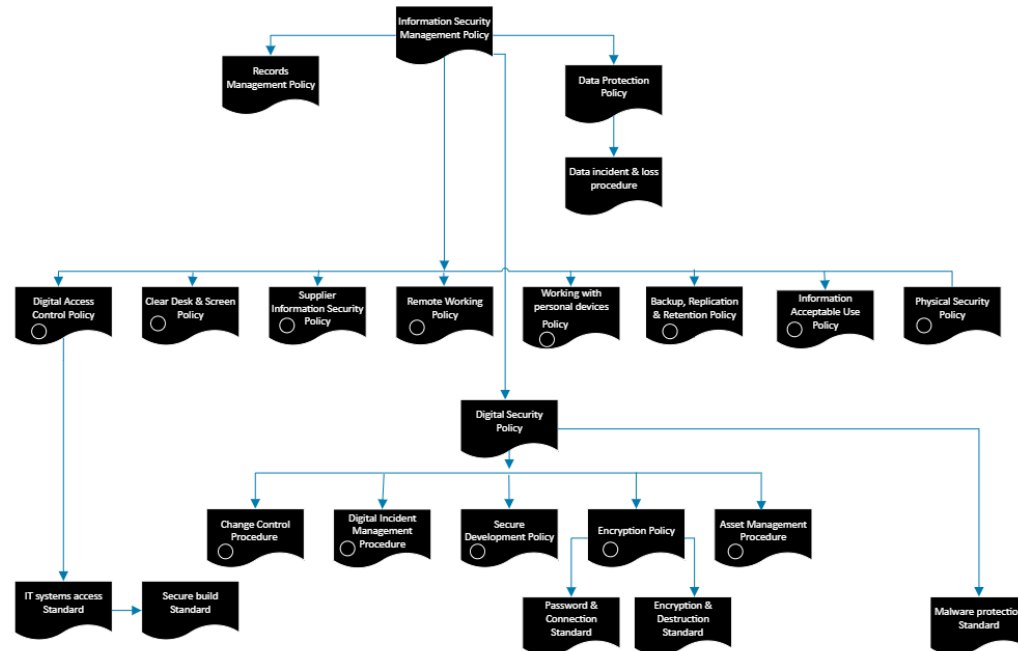 Information Security
Management Policy
Records
Management Policy
Data Protection
Policy
Data incident & loss
procedure
Digital Access
Control Policy
Clear Desk & Screen
Policy
Supplier
Information Security
Policy
Remote Working
Policy
Working with
personal devices
Policy
Backup, Replication
& Retention Policy
Information
Acceptable Use
Policy
Physical Security
Policy
Digital Security
Policy
Change Control
Procedure
Digital Incident
Management
Procedure
Secure
Development Policy
Encryption Policy
Asset Management
Procedure
IT systems access
Standard
Secure build
Standard
Password &
Connection
Standard
Encryption &
Destruction
Standard
Malware protection
Standard